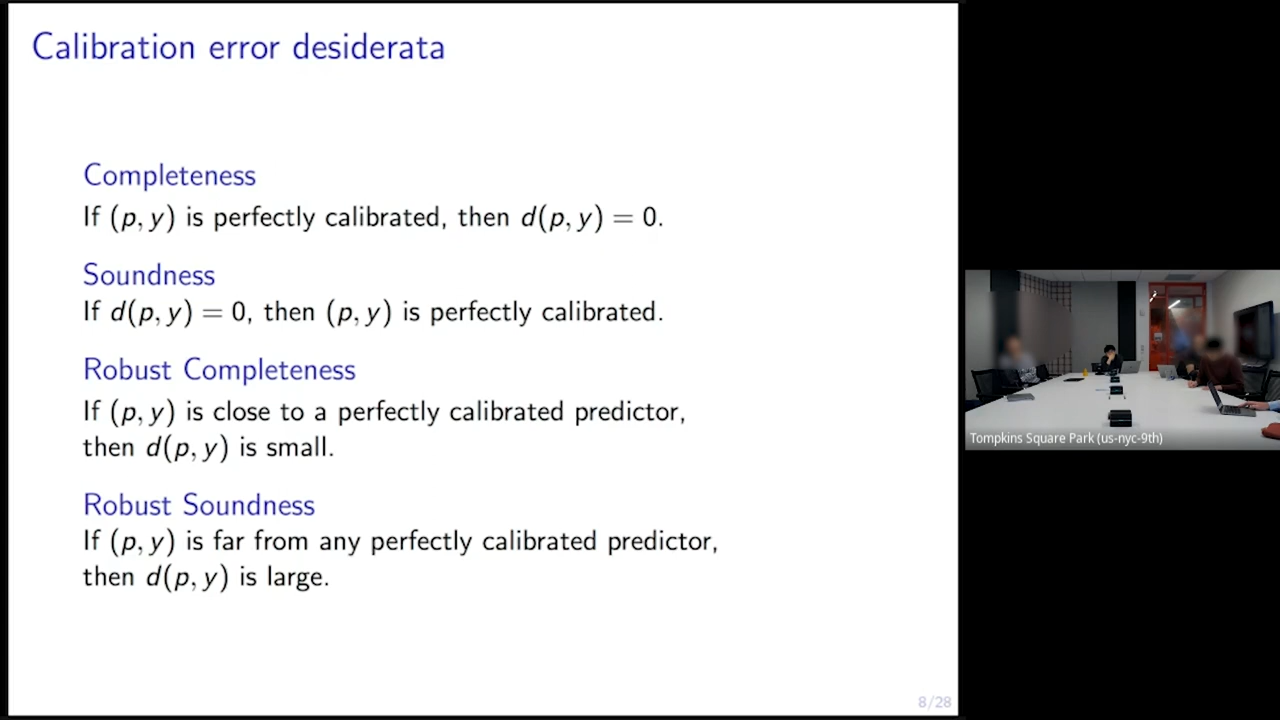 Calibration error desiderata
Completeness
If (p, y) is perfectly calibrated, then d(p, y) = 0.
Soundness
If d(p, y) = 0, then (p, y) is perfectly calibrated.
Robust Completeness
If (p, y) is close to a perfectly calibrated predictor,
then d(p, y) is small.
Robust Soundness
If (p, y) is far from any perfectly calibrated predictor,
then d(p, y) is large.
8/28
Tompkins Square Park (us-nyc-9th)